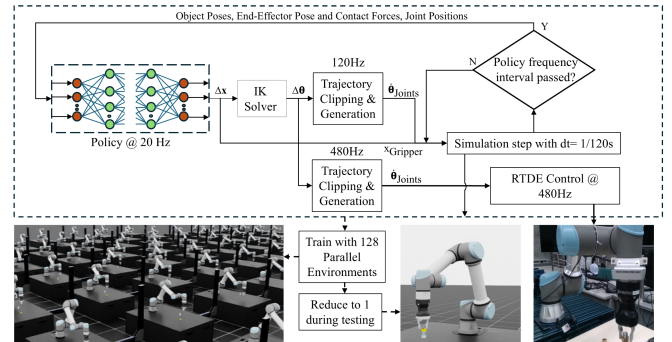 Object Poses, End-Effector Pose and Contact Forces, Joint Positions
Y
Policy frequency
interval passed?
N
120Hz
Trajectory
Clipping &
Generation
Δx
IK
Solver
Δθ
θ̇Joints
Policy @ 20 Hz
xGripper
Simulation step with dt= 1/120s
480Hz
Trajectory
Clipping &
Generation
θ̇Joints
RTDE Control @
480Hz
Train with 128
Parallel
Environments
Reduce to 1
during testing